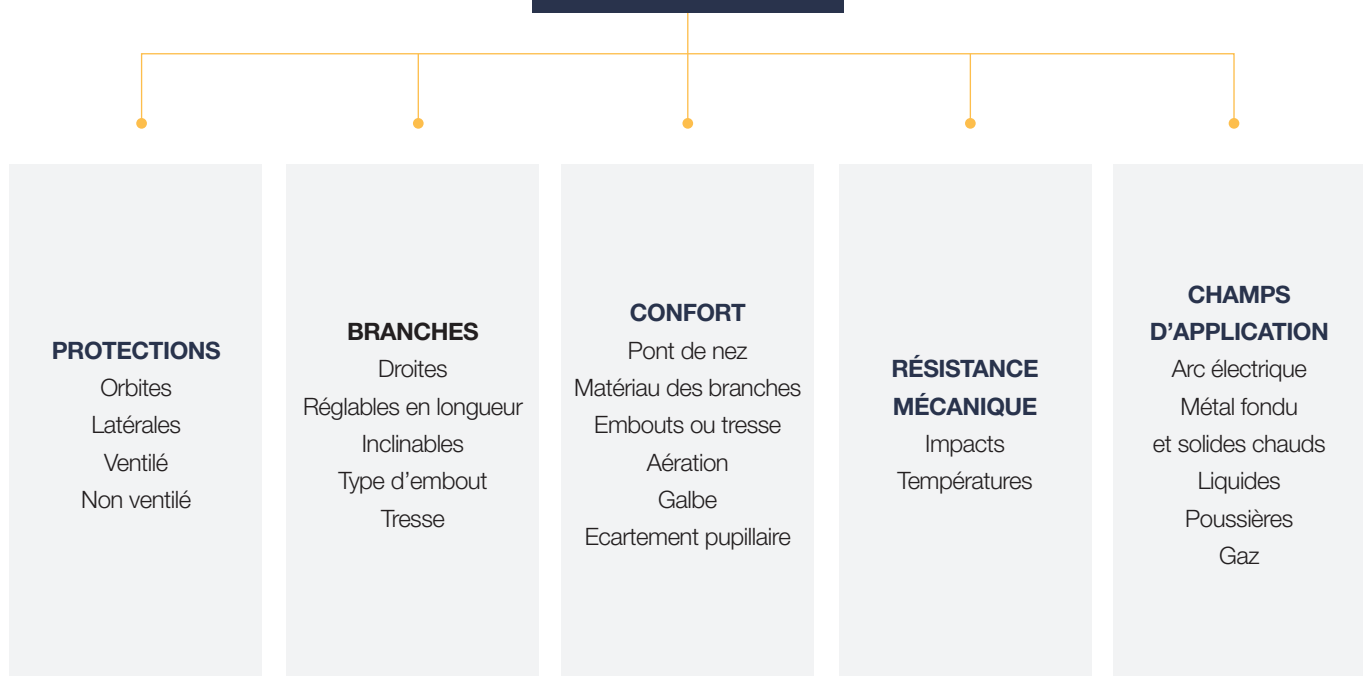 PROTECTIONS
Orbites
Latérales
Ventilé
Non ventilé
BRANCHES
Droites
Réglables en longueur
Inclinables
Type d’embout
Tresse
CONFORT
Pont de nez
Matériau des branches
Embouts ou tresse
Aération
Galbe
Ecartement pupillaire
RÉSISTANCE
MÉCANIQUE
Impacts
Températures
CHAMPS
D’APPLICATION
Arc électrique
Métal fondu
et solides chauds
Liquides
Poussières
Gaz